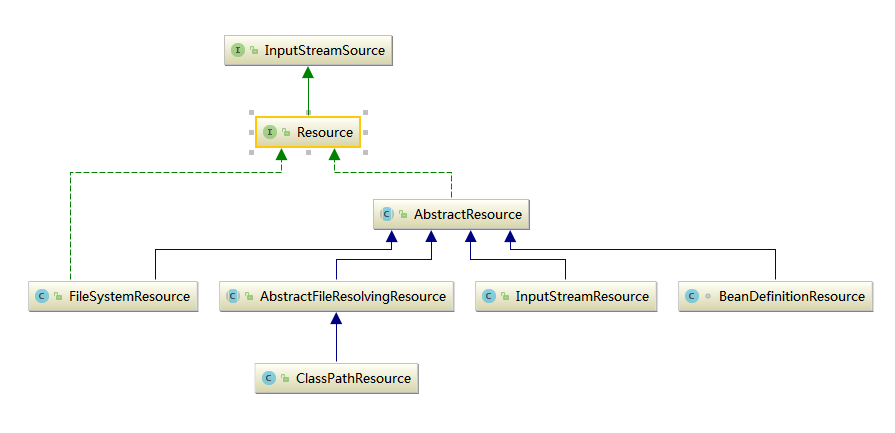 I InputStreamSource
I Resource
C AbstractResource
C FileSystemResource
C AbstractFileResolvingResource
C InputStreamResource
C BeanDefinitionResource
C ClassPathResource